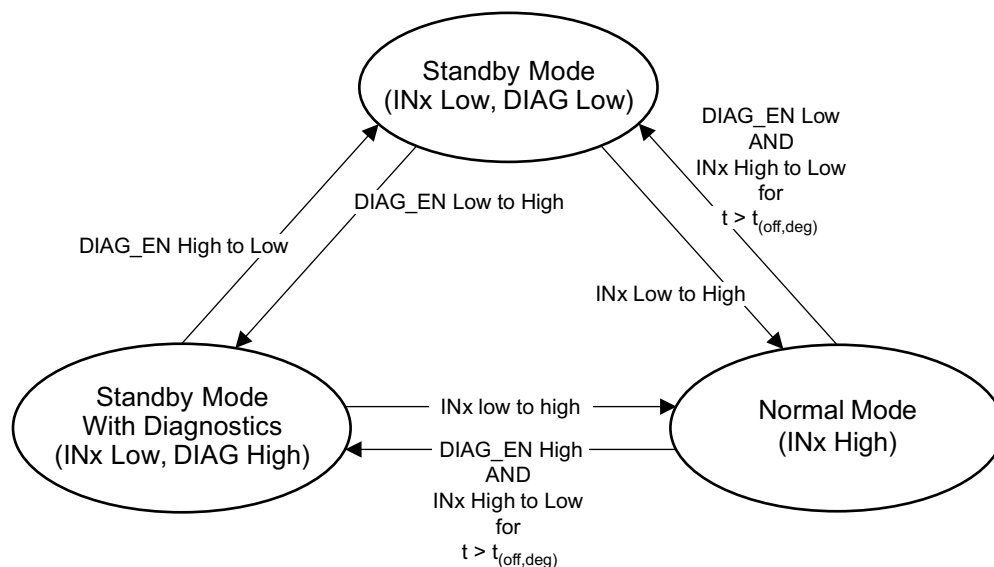 Standby Mode
(INx Low, DIAG Low)
DIAG_EN Low
AND
INx High to Low
for
t > t(off,deg)
DIAG_EN Low to High
DIAG_EN High to Low
INx Low to High
Standby Mode
With Diagnostics
(INx Low, DIAG High)
INx low to high
DIAG_EN High
AND
INx High to Low
for
t > t(off,deg)
Normal Mode
(INx High)